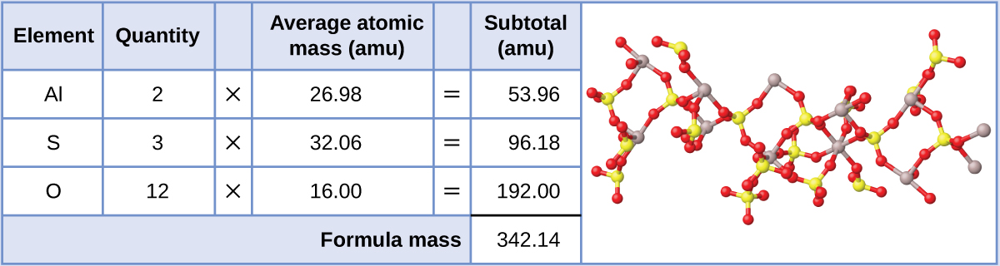 Element Quantity Average atomic mass (amu) Subtotal (amu)
Al 2 × 26.98 = 53.96
S 3 × 32.06 = 96.18
O 12 × 16.00 = 192.00
Formula mass 342.14